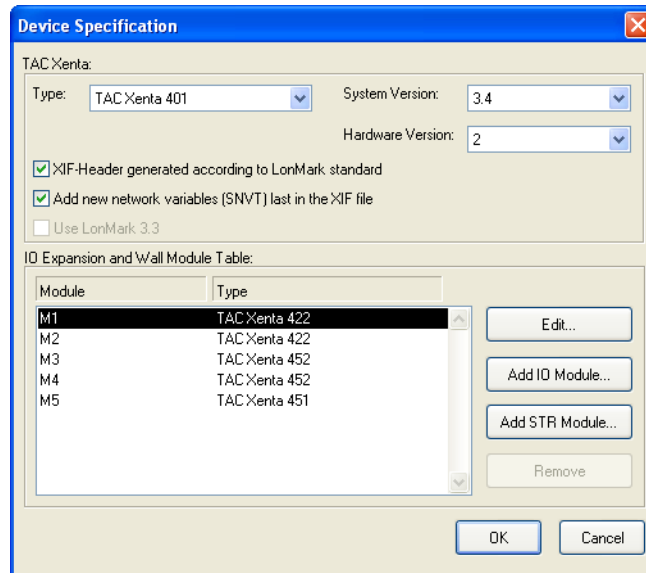 Device Specification
TAC Xenta:
Type: TAC Xenta 401 System Version: 3.4
Hardware Version: 2
XIF-Header generated according to LonMark standard
Add new network variables (SNVT) last in the XIF file
Use LonMark 3.3
IO Expansion and Wall Module Table:
Module Type
M1 TAC Xenta 422
M2 TAC Xenta 422
M3 TAC Xenta 452
M4 TAC Xenta 452
M5 TAC Xenta 451
Edit...
Add IO Module...
Add STR Module...
Remove
OK Cancel